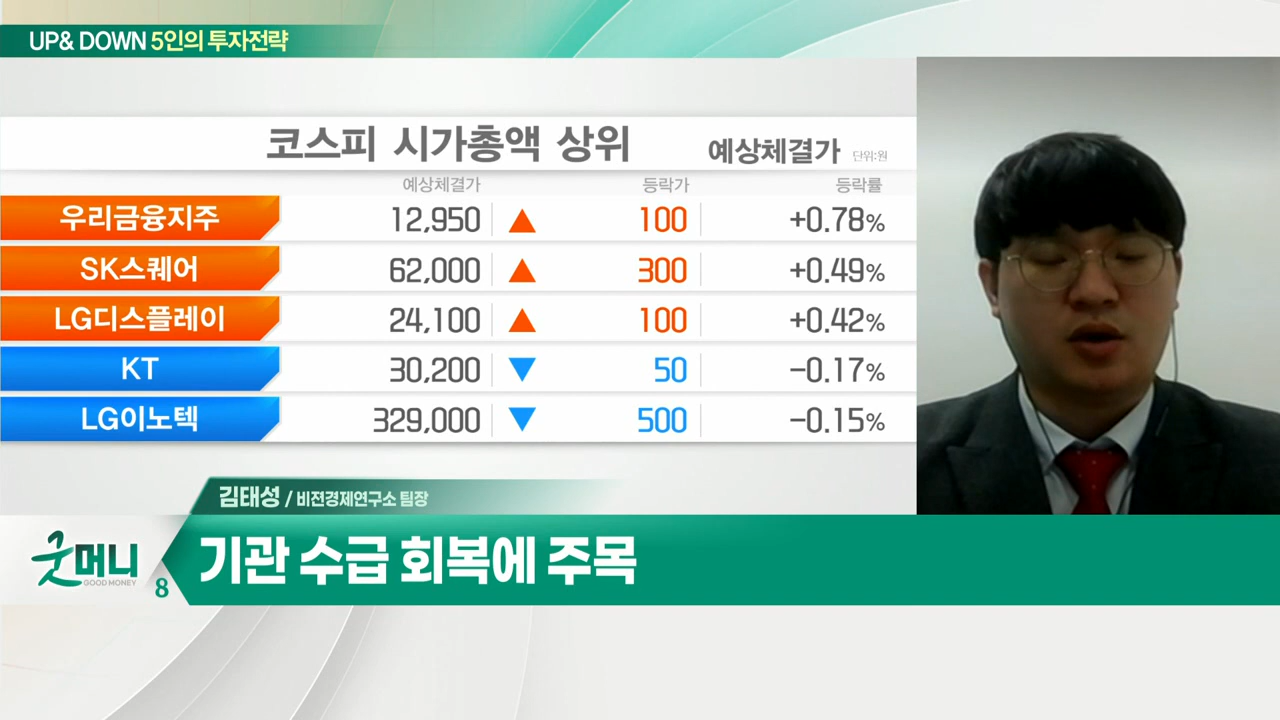 UP& DOWN 5인의 투자전략
코스피 시가총액 상위 예상체결가 단위:원
예상체결가 등락가 등락률
우리금융지주 12,950 ▲ 100 +0.78%
SK스퀘어 62,000 ▲ 300 +0.49%
LG디스플레이 24,100 ▲ 100 +0.42%
KT 30,200 ▼ 50 -0.17%
LG이노텍 329,000 ▼ 500 -0.15%
김태성 / 비젼경제연구소 팀장
굿머니
GOOD MONEY
8
기관 수급 회복에 주목